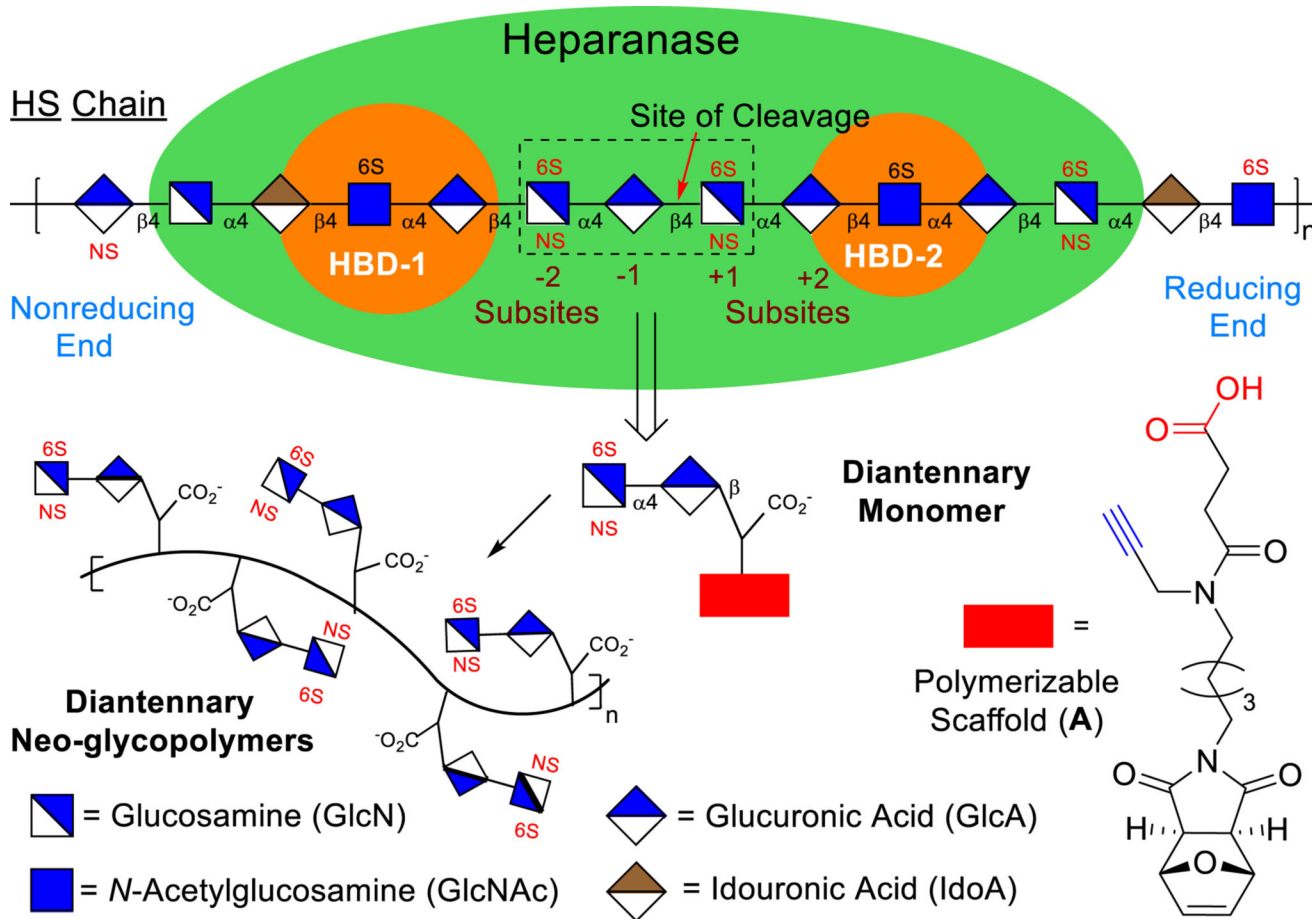 Heparanase
HS Chain
Site of Cleavage
6S 6S 6S 6S 6S 6S
β4 α4 β4 α4 β4 α4 β4 α4 β4 α4 β4 α4 β4 n
NS NS NS NS
HBD-1 HBD-2
-2 -1 +1 +2
Subsites Subsites
Nonreducing
End
Reducing
End
6S
NS
CO2-
6S
NS
CO2-
-O2C
NS
6S
6S
NS
CO2-
-O2C
NS
6S
n
Diantennary
Neo-glycopolymers
6S
α4
NS
β
CO2-
Diantennary
Monomer
=
Polymerizable
Scaffold (A)
OH
O
O
N
3
N
O O
H H
O
= Glucosamine (GlcN)
= Glucuronic Acid (GlcA)
= N-Acetylglucosamine (GlcNAc)
= Idouronic Acid (IdoA)